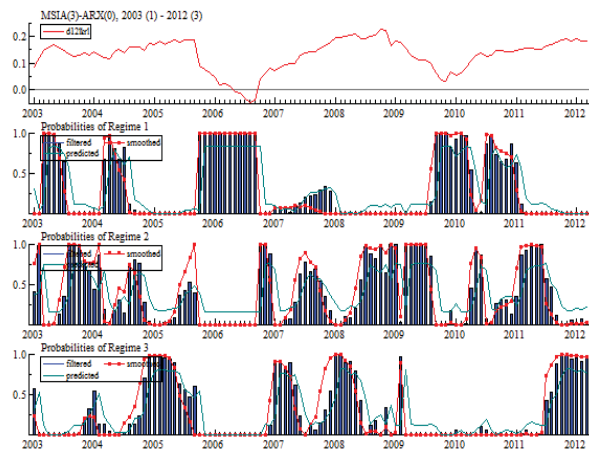 MSIA(3)-ARX(0), 2003 (1) - 2012 (3)
0.2
d12lkrl
0.1
0.0
2003 2004 2005 2006 2007 2008 2009 2010 2011 2012
Probabilities of Regime 1
1.0
filtered smoothed
predicted
0.5
2003 2004 2005 2006 2007 2008 2009 2010 2011 2012
Probabilities of Regime 2
1.0
filtered smoothed
0.5
2003 2004 2005 2006 2007 2008 2009 2010 2011 2012
Probabilities of Regime 3
1.0
filtered smoothed
predicted
0.5
2003 2004 2005 2006 2007 2008 2009 2010 2011 2012